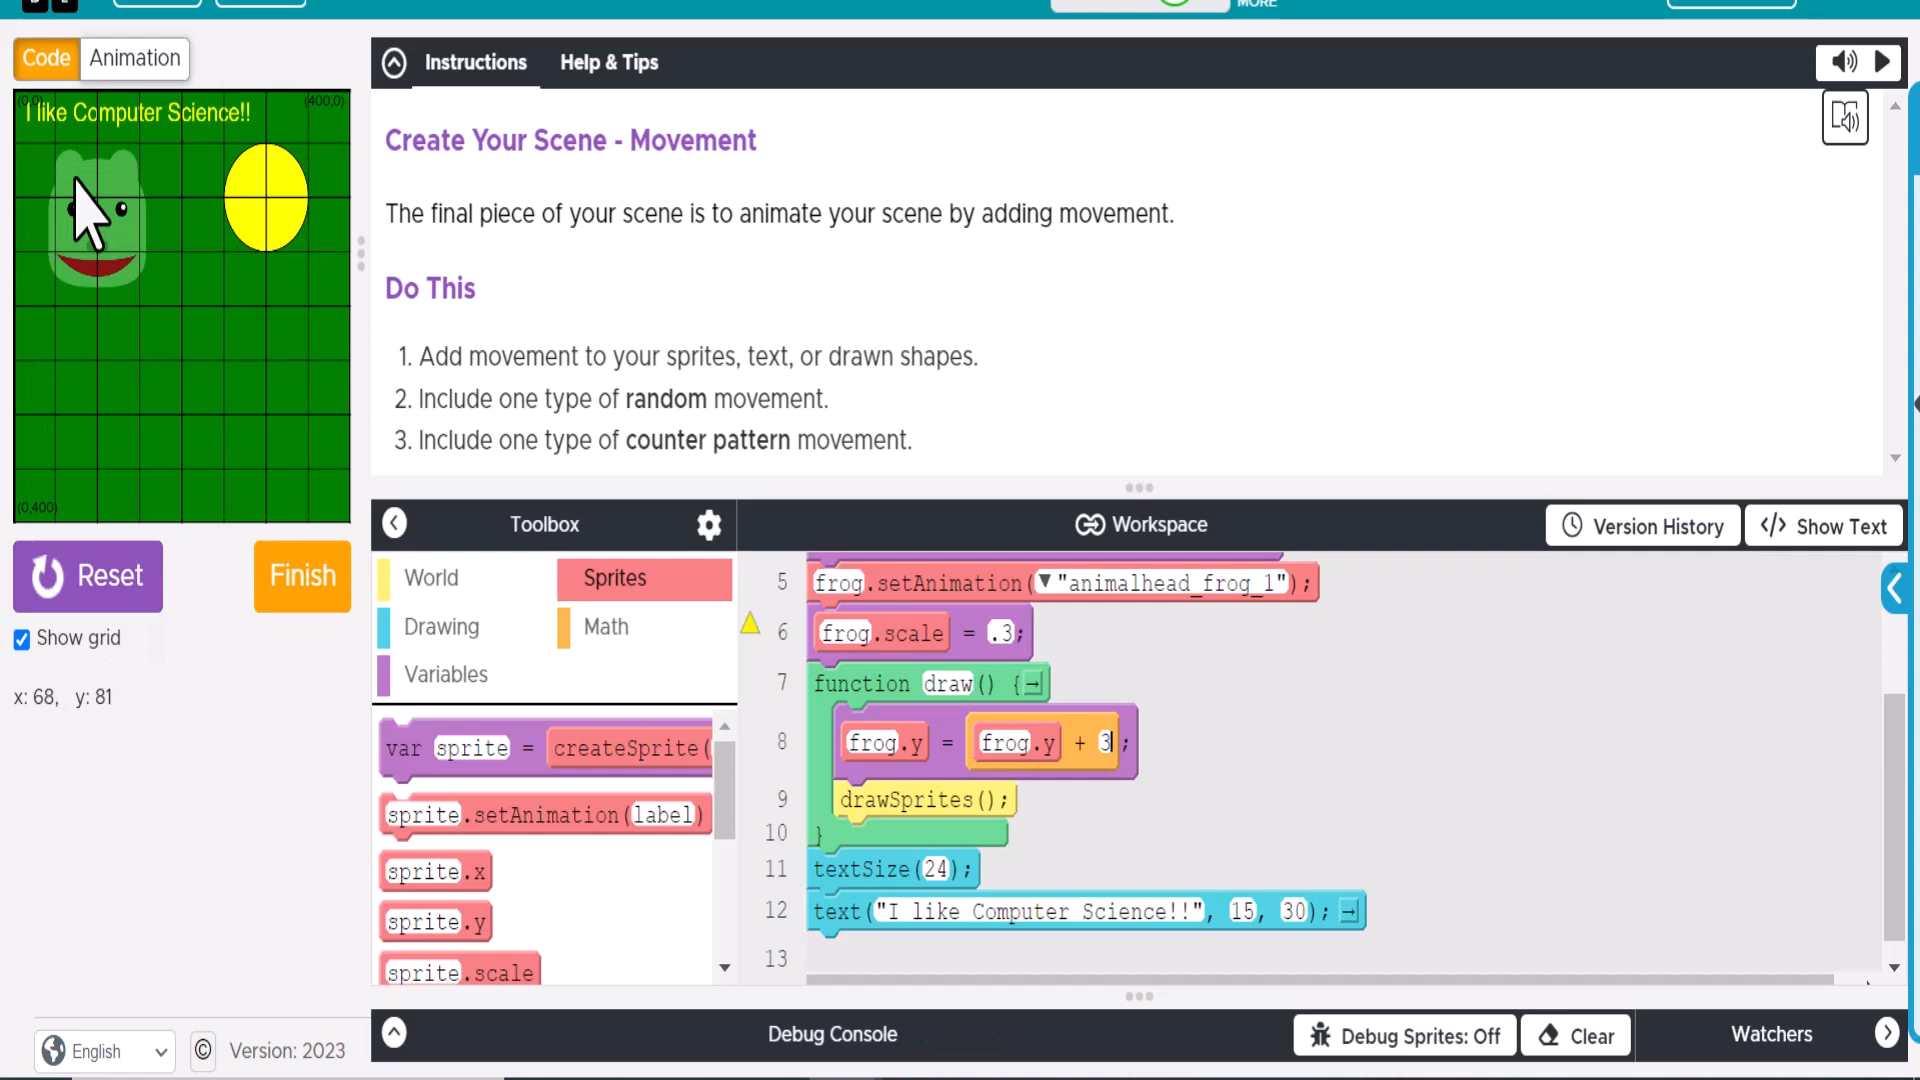 MORE
Code Animation
Instructions Help & Tips
(0,0) (400,0)
I like Computer Science!!
(0,400)
Create Your Scene - Movement
The final piece of your scene is to animate your scene by adding movement.
Do This
1. Add movement to your sprites, text, or drawn shapes.
2. Include one type of random movement.
3. Include one type of counter pattern movement.
Reset Finish
Show grid
x: 68, y: 81
Toolbox Workspace Version History </> Show Text
World Sprites
Drawing Math
Variables
var sprite = createSprite(
sprite.setAnimation(label)
sprite.x
sprite.y
sprite.scale
5 frog.setAnimation(▼"animalhead_frog_1");
6 frog.scale = .3;
7 function draw() {→
8 frog.y = frog.y + 3;
9 drawSprites();
10 }
11 textSize(24);
12 text("I like Computer Science!!", 15, 30);→
13
English © Version: 2023
Debug Console Debug Sprites: Off Clear Watchers